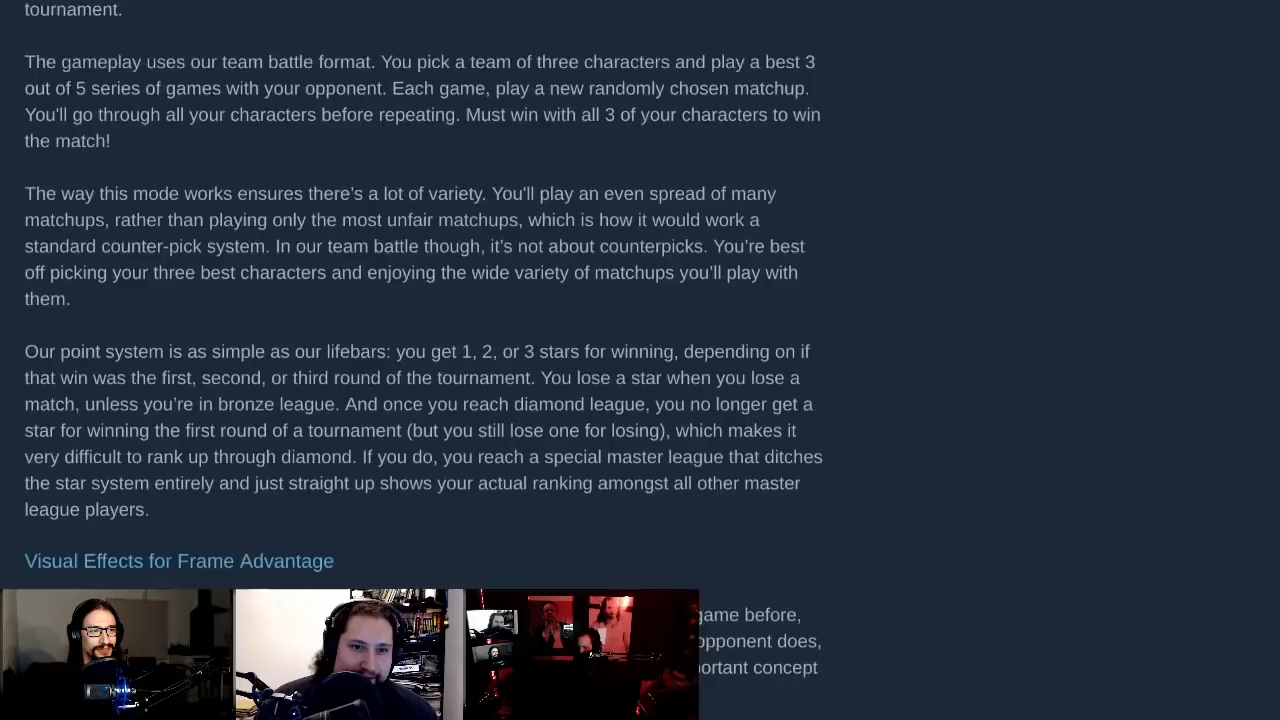 tournament.
The gameplay uses our team battle format. You pick a team of three characters and play a best 3
out of 5 series of games with your opponent. Each game, play a new randomly chosen matchup.
You'll go through all your characters before repeating. Must win with all 3 of your characters to win
the match!
The way this mode works ensures there’s a lot of variety. You'll play an even spread of many
matchups, rather than playing only the most unfair matchups, which is how it would work a
standard counter-pick system. In our team battle though, it’s not about counterpicks. You’re best
off picking your three best characters and enjoying the wide variety of matchups you’ll play with
them.
Our point system is as simple as our lifebars: you get 1, 2, or 3 stars for winning, depending on if
that win was the first, second, or third round of the tournament. You lose a star when you lose a
match, unless you’re in bronze league. And once you reach diamond league, you no longer get a
star for winning the first round of a tournament (but you still lose one for losing), which makes it
very difficult to rank up through diamond. If you do, you reach a special master league that ditches
the star system entirely and just straight up shows your actual ranking amongst all other master
league players.
Visual Effects for Frame Advantage
game before,
opponent does,
concept